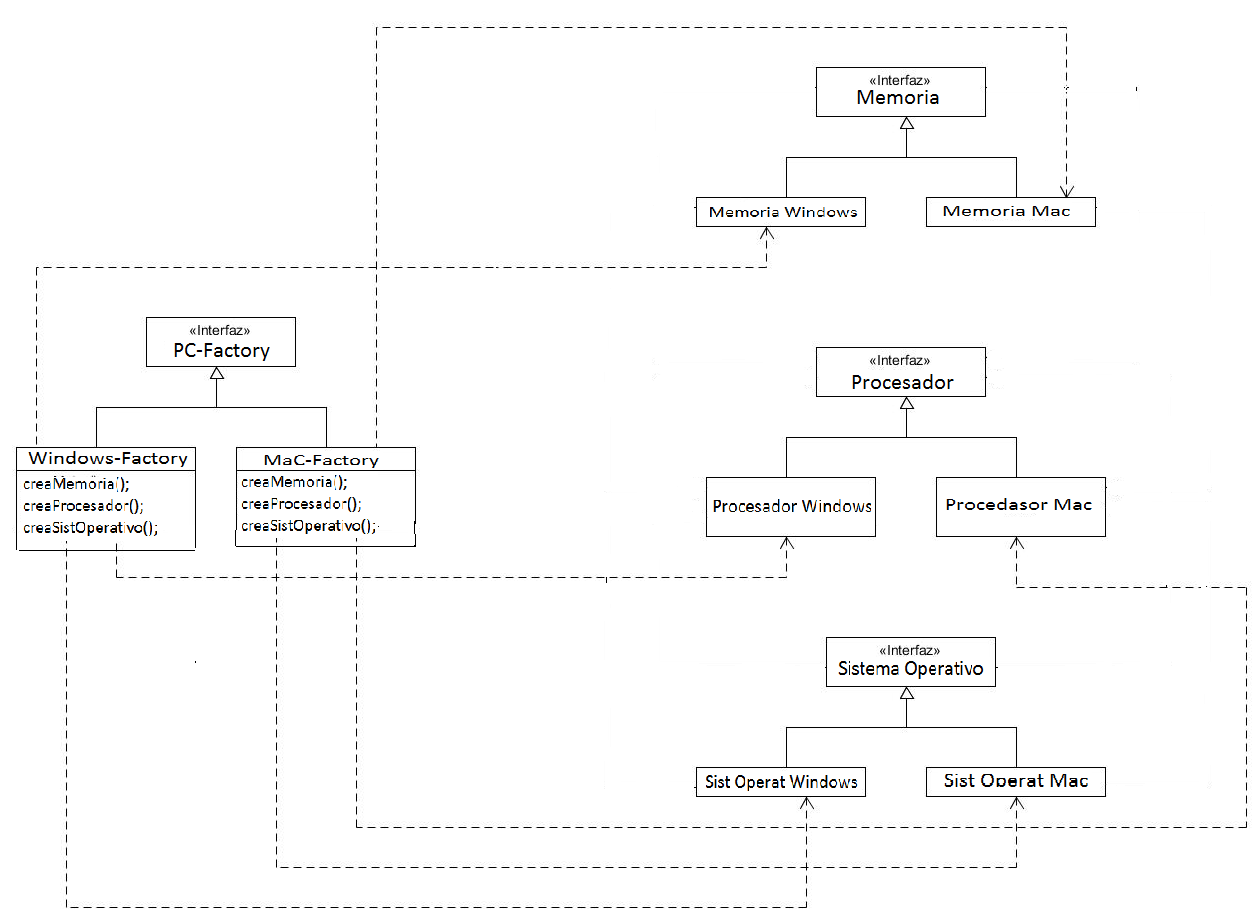 «Interfaz»
Memoria
Memoria Windows
Memoria Mac
«Interfaz»
PC-Factory
«Interfaz»
Procesador
Windows-Factory
creaMemoria();
creaProcesador();
creaSistOperativo();
MaC-Factory
creaMemoria();
creaProcesador();
creaSistOperativo();
Procesador Windows
Procedasor Mac
«Interfaz»
Sistema Operativo
Sist Operat Windows
Sist Operat Mac